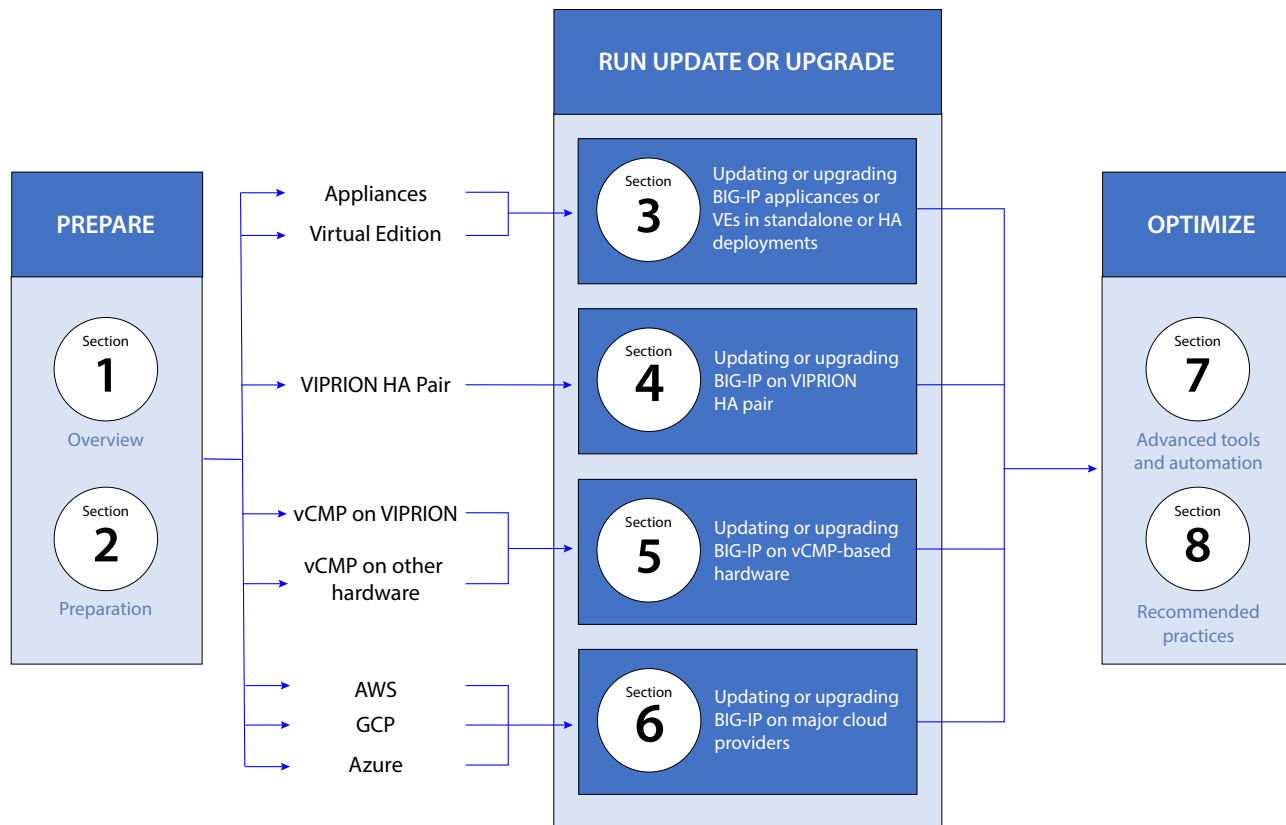 PREPARE
Section
1
Overview
Section
2
Preparation
Appliances
Virtual Edition
VIPRION HA Pair
vCMP on VIPRION
vCMP on other
hardware
AWS
GCP
Azure
RUN UPDATE OR UPGRADE
Section
3
Updating or upgrading
BIG-IP applicances or
VEs in standalone or HA
deployments
Section
4
Updating or upgrading
BIG-IP on VIPRION
HA pair
Section
5
Updating or upgrading
BIG-IP on vCMP-based
hardware
Section
6
Updating or upgrading
BIG-IP on major cloud
providers
OPTIMIZE
Section
7
Advanced tools
and automation
Section
8
Recommended
practices